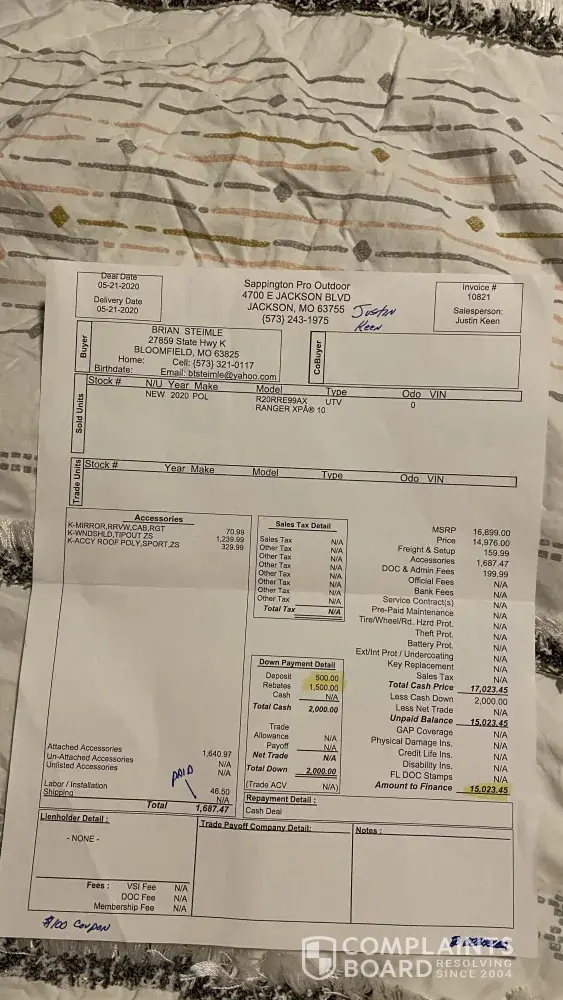 Deal Date
05-21-2020
Delivery Date
05-21-2020
Sappington Pro Outdoor
4700 E JACKSON BLVD
JACKSON, MO 63755
(573) 243-1975
Justin
Keen
Invoice #
10821
Salesperson:
Justin Keen
Buyer
BRIAN STEIMLE
27859 State Hwy K
BLOOMFIELD, MO 63825
Home: Cell: (573) 321-0117
Birthdate: Email: btsteimle@yahoo.com
CoBuyer
Sold Units
Stock # N/U Year Make Model Type Odo VIN
NEW 2020 POL R20RRE99AX UTV 0
RANGER XPÂ® 10
Trade Units
Stock # Year Make Model Type Odo VIN
Accessories
K-MIRROR,RRVW,CAB,RGT 70.99
K-WNDSHLD,TIPOUT ZS 1,239.99
K-ACCY ROOF POLY,SPORT,ZS 329.99
Attached Accessories 1,640.97
Un-Attached Accessories N/A
Unlisted Accessories N/A
PAID
Labor / Installation 46.50
Shipping N/A
Total 1,687.47
Sales Tax Detail
Sales Tax N/A
Other Tax N/A
Other Tax N/A
Other Tax N/A
Other Tax N/A
Other Tax N/A
Other Tax N/A
Other Tax N/A
Total Tax N/A
Down Payment Detail
Deposit 500.00
Rebates 1,500.00
Cash N/A
Total Cash 2,000.00
Trade
Allowance N/A
Payoff N/A
Net Trade N/A
Total Down 2,000.00
(Trade ACV N/A)
MSRP 16,899.00
Price 14,976.00
Freight & Setup 159.99
Accessories 1,687.47
DOC & Admin Fees 199.99
Official Fees N/A
Bank Fees N/A
Service Contract(s) N/A
Pre-Paid Maintenance N/A
Tire/Wheel/Rd. Hzrd Prot. N/A
Theft Prot. N/A
Battery Prot. N/A
Ext/Int Prot / Undercoating N/A
Key Replacement N/A
Sales Tax N/A
Total Cash Price 17,023.45
Less Cash Down 2,000.00
Less Net Trade N/A
Unpaid Balance 15,023.45
GAP Coverage N/A
Physical Damage Ins. N/A
Credit Life Ins. N/A
Disability Ins. N/A
FL DOC Stamps N/A
Amount to Finance 15,023.45
Repayment Detail :
Cash Deal
Lienholder Detail :
- NONE -
Fees : VSI Fee N/A
DOC Fee N/A
Membership Fee N/A
Trade Payoff Company Detail:
Notes :
$100 COUPON
COMPLAINTS
BOARD RESOLVING
SINCE 2004